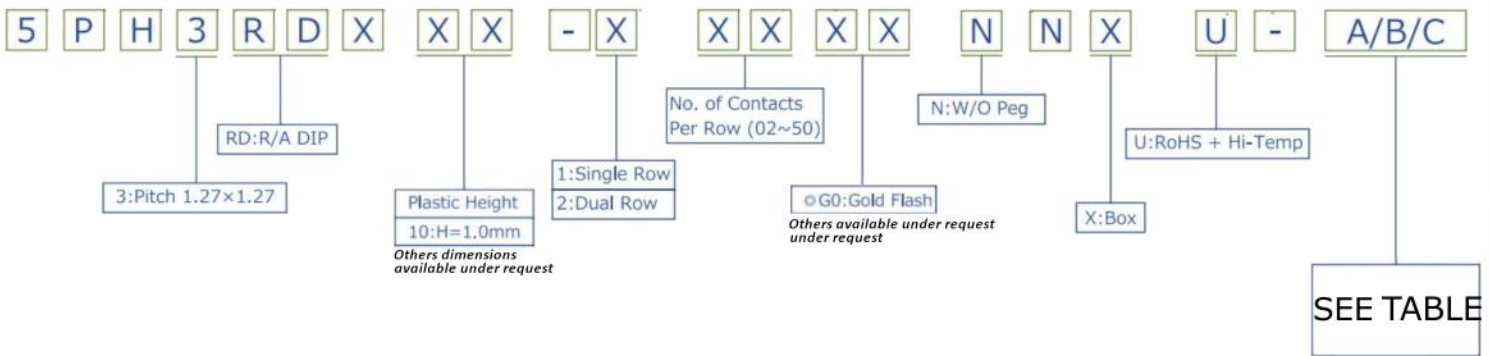 5 P H 3 R D X X X - X X X X X N N X U - A/B/C
No. of Contacts
Per Row (02~50)
N:W/O Peg
RD:R/A DIP
U:RoHS + Hi-Temp
1:Single Row
3:Pitch 1.27×1.27
Plastic Height
2:Dual Row
◎G0:Gold Flash
X:Box
10:H=1.0mm
Others available under request
under request
Others dimensions
available under request
SEE TABLE